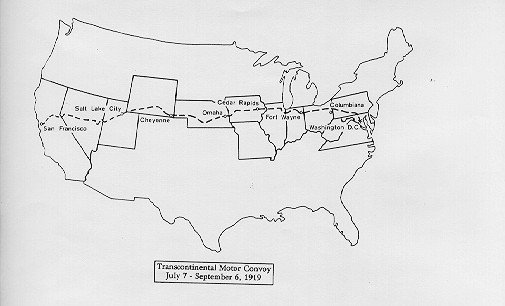 Salt Lake City
Cedar Rapids
Columbiana
Omaha
Cheyenne
Fort Wayne
San Francisco
Washington D.C.
Transcontinental Motor Convoy
July 7 - September 6, 1919